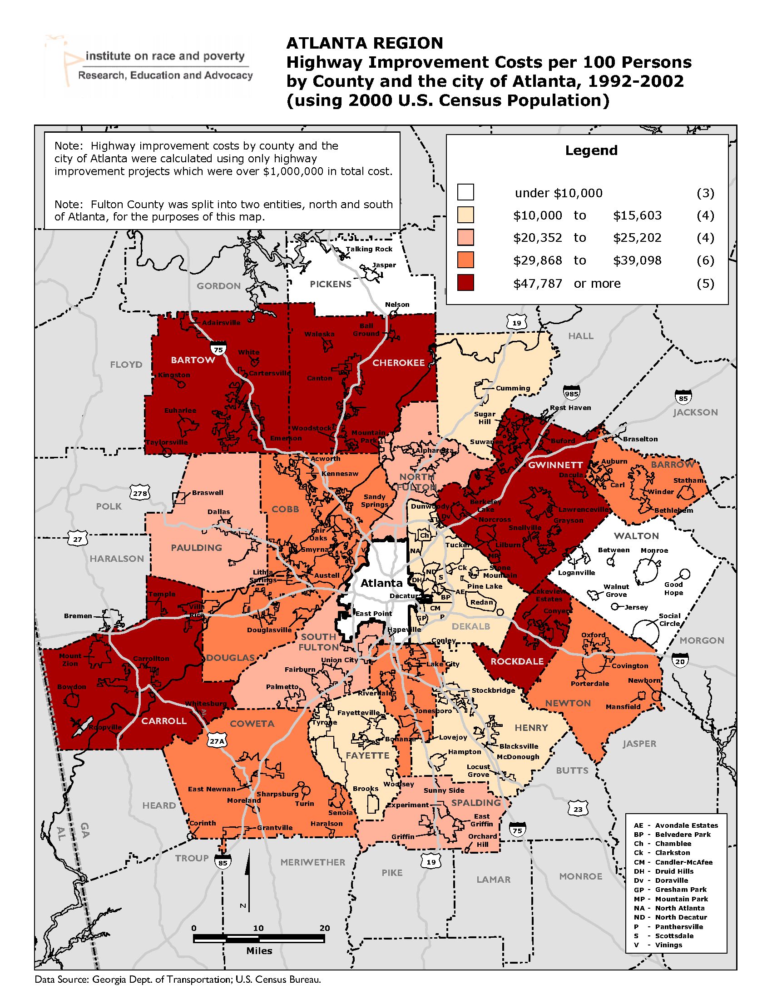 institute on race and poverty
Research, Education and Advocacy
ATLANTA REGION
Highway Improvement Costs per 100 Persons
by County and the city of Atlanta, 1992-2002
(using 2000 U.S. Census Population)
Note: Highway improvement costs by county and the
city of Atlanta were calculated using only highway
improvement projects which were over $1,000,000 in total cost.
Note: Fulton County was split into two entities, north and south
of Atlanta, for the purposes of this map.
Legend
under $10,000 (3)
$10,000 to $15,603 (4)
$20,352 to $25,202 (4)
$29,868 to $39,098 (6)
$47,787 or more (5)
Talking Rock
Jasper
GORDON
PICKENS
Nelson
Adairsville
19
Ball
Ground
Waleska
HALL
75
White
BARTOW
CHEROKEE
FLOYD
Kingston
Cartersville
Canton
Cumming
985
85
Rest Haven
JACKSON
Euharlee
Sugar
Hill
Woodstock
Mountain
Park
Emerson
Taylorsville
Suwanee
Buford
Braselton
Alpharetta
Acworth
Auburn
GWINNETT
BARROW
Kennesaw
NORTH
FULTON
Dacula
Carl
Statham
278
Braswell
Winder
Sandy
Springs
Berkeley
Lake
POLK
COBB
Dunwoody
Lawrenceville
Bethlehem
Dallas
Dv
Norcross
Grayson
Fair
Oaks
Snellville
27
Ch
WALTON
PAULDING
Smyrna
V
NA
Tucker
Lilburn
Between
Monroe
MP
HARALSON
Lithia
Springs
Austell
ND
Ck
Stone
Mountain
Loganville
S
DH
Atlanta
Pine Lake
Good
Hope
Walnut
Grove
Temple
Decatur
AE
BP
Lakeview
Estates
Redan
Villa
Rica
CM
Jersey
Bremen
East Point
Conyers
GP
P
Social
Circle
Douglasville
Hapeville
DEKALB
SOUTH
FULTON
Oxford
Conley
MORGON
Mount
Zion
Carrollton
DOUGLAS
Union City
Lake City
ROCKDALE
20
Fairburn
Covington
Bowdon
Palmetto
Porterdale
Newborn
Riverdale
Stockbridge
Whitesburg
NEWTON
Mansfield
AL
Fayetteville
Jonesboro
CARROLL
COWETA
Tyrone
HENRY
Roopville
27A
Bonanza
Lovejoy
JASPER
Blacksville
FAYETTE
Hampton
McDonough
Locust
Grove
BUTTS
Woolsey
East Newnan
Sharpsburg
Brooks
Sunny Side
Moreland
Turin
HEARD
Experiment
SPALDING
23
Senoia
East
Griffin
Corinth
Grantville
Haralson
75
GA
AL
Griffin
Orchard
Hill
TROUP
85
MERIWETHER
19
PIKE
LAMAR
MONROE
AE - Avondale Estates
BP - Belvedere Park
Ch - Chamblee
Ck - Clarkston
CM - Candler-McAfee
DH - Druid Hills
Dv - Doraville
GP - Gresham Park
MP - Mountain Park
NA - North Atlanta
ND - North Decatur
P - Panthersville
S - Scottsdale
V - Vinings
N
0 10 20
Miles
Data Source: Georgia Dept. of Transportation; U.S. Census Bureau.